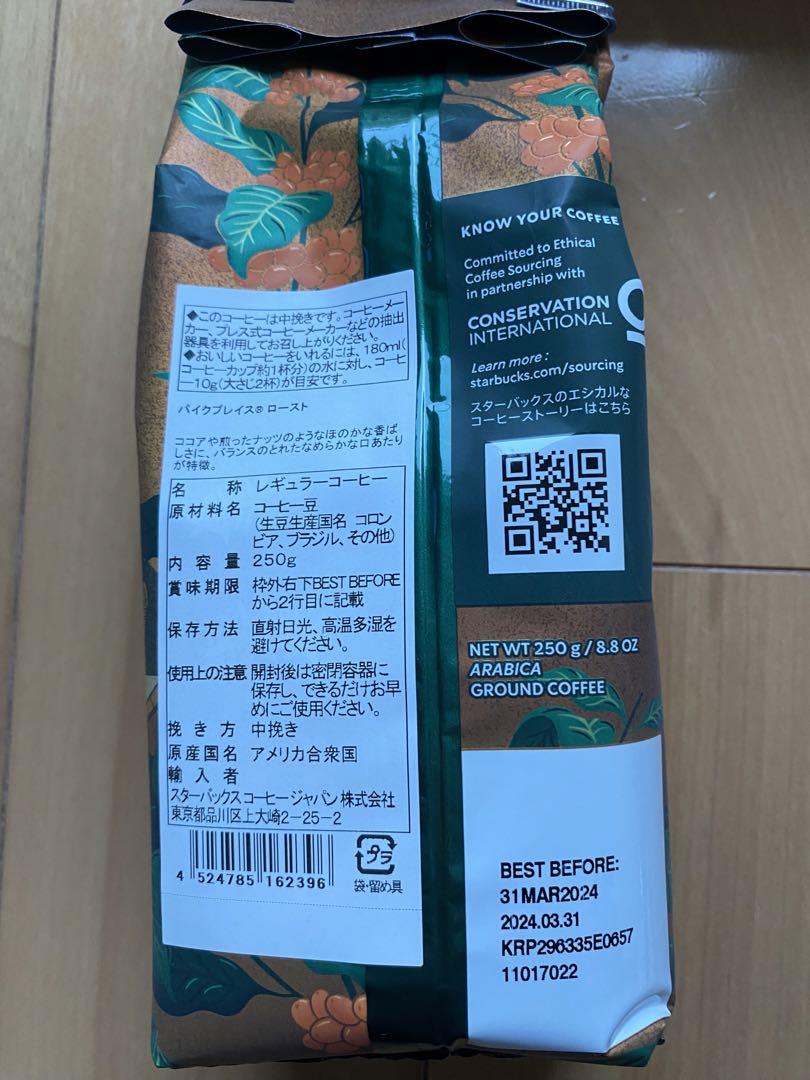 ◆このコーヒーは中挽きです。コーヒーメー
カー、プレス式コーヒーメーカーなどの抽出
器具を利用してお召し上がりください。
◆おいしいコーヒーをいれるには、180ml(
コーヒーカップ約1杯分)の水に対し、コーヒ
ー10g(大さじ2杯)が目安です。
パイクプレイス® ロースト
ココアや煎ったナッツのようなほのかな香ば
しさに、バランスのとれたなめらかな口あたり
が特徴。
名称 レギュラーコーヒー
原材料名 コーヒー豆
(生豆生産国名 コロン
ビア、ブラジル、その他)
内容量 250g
賞味期限 枠外右下BEST BEFORE
から2行目に記載
保存方法 直射日光、高温多湿を
避けてください。
使用上の注意 開封後は密閉容器に
保存し、できるだけお早
めにご使用ください。
挽き方 中挽き
原産国名 アメリカ合衆国
輸入者
スターバックス コーヒー ジャパン 株式会社
東京都品川区上大崎2-25-2
4 524785 162396
プラ
袋・留め具
KNOW YOUR COFFEE
Committed to Ethical
Coffee Sourcing
in partnership with
CONSERVATION
INTERNATIONAL
Learn more:
starbucks.com/sourcing
スターバックスのエシカルな
コーヒーストーリーはこちら
NET WT 250 g / 8.8 OZ
ARABICA
GROUND COFFEE
BEST BEFORE:
31MAR2024
2024.03.31
KRP296335E0657
11017022